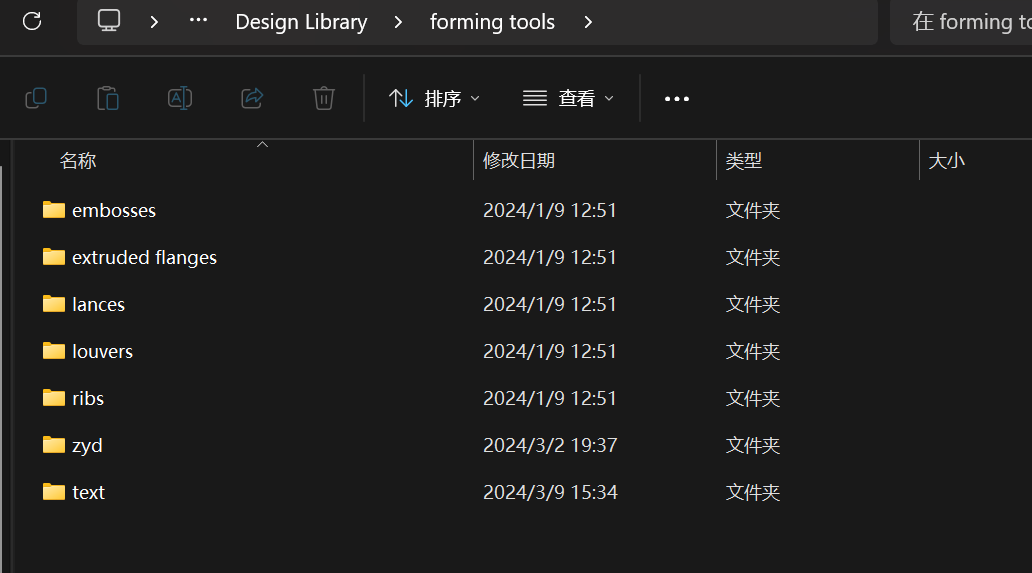 Design Library forming tools 在 forming to
排序 查看
名称 修改日期 类型 大小
embosses 2024/1/9 12:51 文件夹
extruded flanges 2024/1/9 12:51 文件夹
lances 2024/1/9 12:51 文件夹
louvers 2024/1/9 12:51 文件夹
ribs 2024/1/9 12:51 文件夹
zyd 2024/3/2 19:37 文件夹
text 2024/3/9 15:34 文件夹